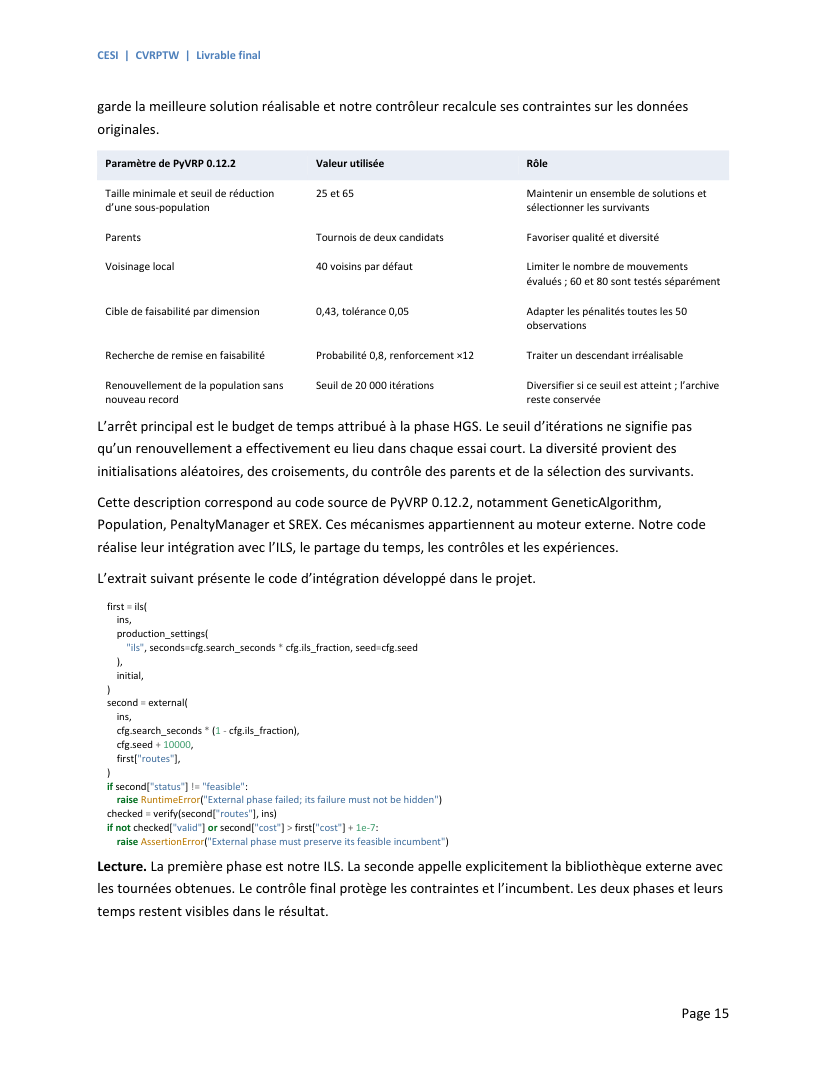 CESI | CVRPTW | Livrable final
garde la meilleure solution réalisable et notre contrôleur recalcule ses contraintes sur les données
originales.
Paramètre de PyVRP 0.12.2 Valeur utilisée Rôle
Taille minimale et seuil de réduction d’une sous-population 25 et 65 Maintenir un ensemble de solutions et sélectionner les survivants
Parents Tournois de deux candidats Favoriser qualité et diversité
Voisinage local 40 voisins par défaut Limiter le nombre de mouvements évalués ; 60 et 80 sont testés séparément
Cible de faisabilité par dimension 0,43, tolérance 0,05 Adapter les pénalités toutes les 50 observations
Recherche de remise en faisabilité Probabilité 0,8, renforcement ×12 Traiter un descendant irréalisable
Renouvellement de la population sans nouveau record Seuil de 20 000 itérations Diversifier si ce seuil est atteint ; l’archive reste conservée
L’arrêt principal est le budget de temps attribué à la phase HGS. Le seuil d’itérations ne signifie pas
qu’un renouvellement a effectivement eu lieu dans chaque essai court. La diversité provient des
initialisations aléatoires, des croisements, du contrôle des parents et de la sélection des survivants.
Cette description correspond au code source de PyVRP 0.12.2, notamment GeneticAlgorithm,
Population, PenaltyManager et SREX. Ces mécanismes appartiennent au moteur externe. Notre code
réalise leur intégration avec l’ILS, le partage du temps, les contrôles et les expériences.
L’extrait suivant présente le code d’intégration développé dans le projet.
first = ils(
    ins,
    production_settings(
        "ils", seconds=cfg.search_seconds * cfg.ils_fraction, seed=cfg.seed
    ),
    initial,
)
second = external(
    ins,
    cfg.search_seconds * (1 - cfg.ils_fraction),
    cfg.seed + 10000,
    first["routes"],
)
if second["status"] != "feasible":
    raise RuntimeError("External phase failed; its failure must not be hidden")
checked = verify(second["routes"], ins)
if not checked["valid"] or second["cost"] > first["cost"] + 1e-7:
    raise AssertionError("External phase must preserve its feasible incumbent")
Lecture. La première phase est notre ILS. La seconde appelle explicitement la bibliothèque externe avec
les tournées obtenues. Le contrôle final protège les contraintes et l’incumbent. Les deux phases et leurs
temps restent visibles dans le résultat.
Page 15